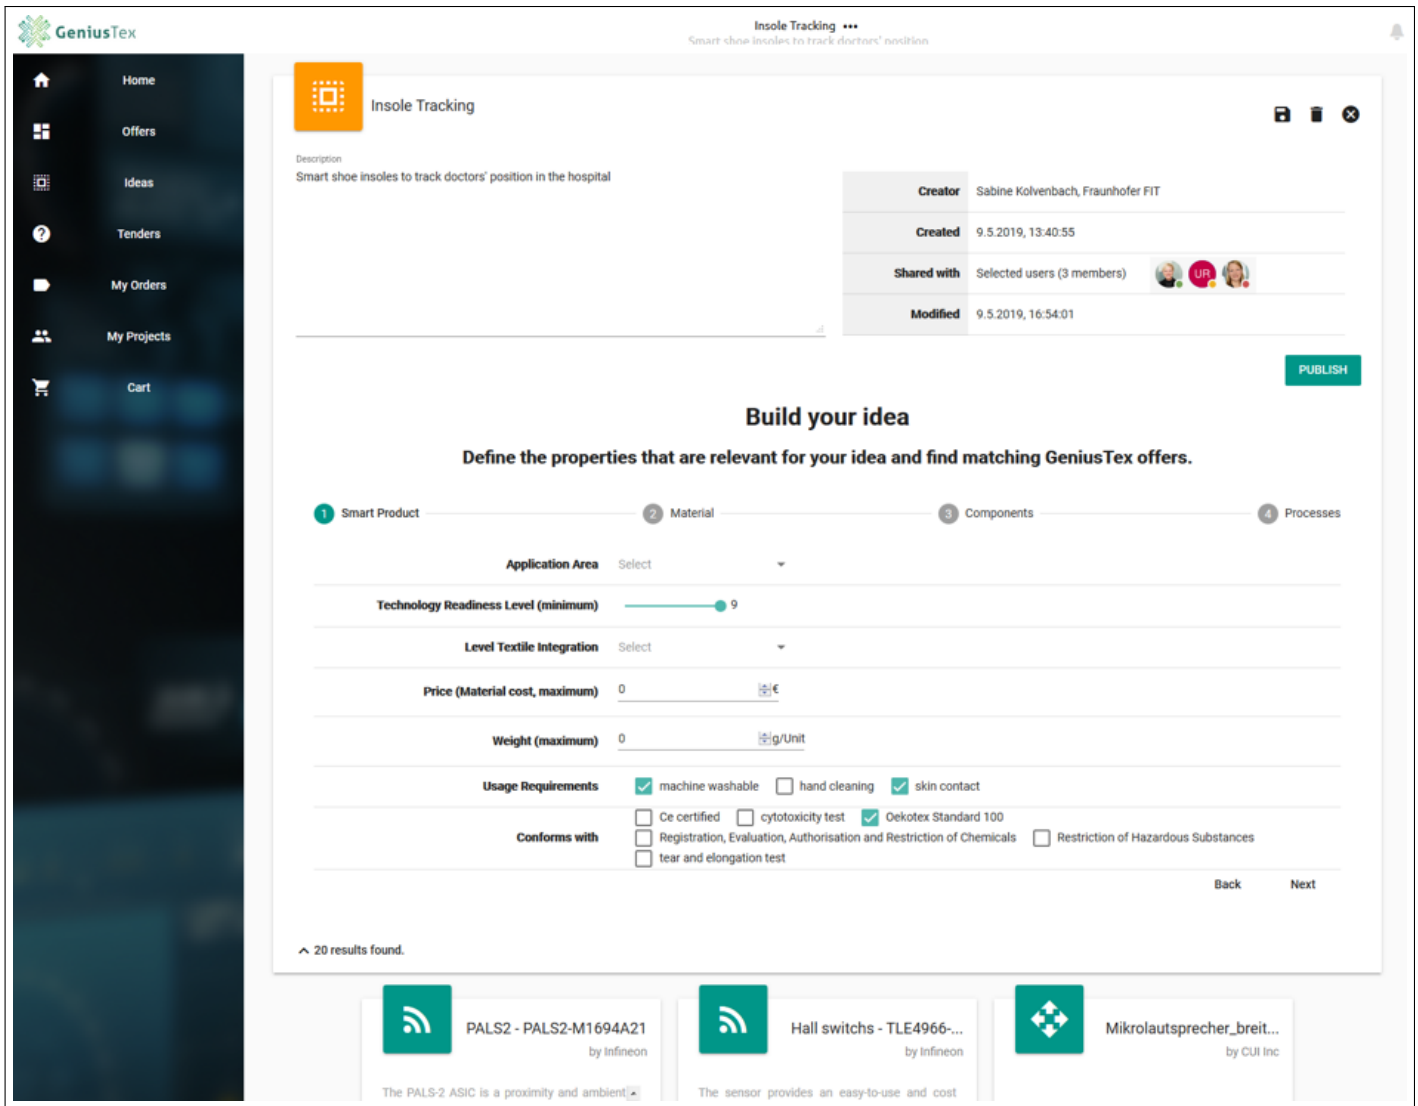 GeniusTex
Insole Tracking •••
Smart shoe insoles to track doctors' position
Home
Offers
Ideas
Tenders
My Orders
My Projects
Cart
Insole Tracking
Description
Smart shoe insoles to track doctors' position in the hospital
Creator Sabine Kolvenbach, Fraunhofer FIT
Created 9.5.2019, 13:40:55
Shared with Selected users (3 members) UR
Modified 9.5.2019, 16:54:01
PUBLISH
Build your idea
Define the properties that are relevant for your idea and find matching GeniusTex offers.
1 Smart Product 2 Material 3 Components 4 Processes
Application Area Select
Technology Readiness Level (minimum) 9
Level Textile Integration Select
Price (Material cost, maximum) 0 €
Weight (maximum) 0 g/Unit
Usage Requirements machine washable hand cleaning skin contact
Ce certified cytotoxicity test Oekotex Standard 100
Conforms with Registration, Evaluation, Authorisation and Restriction of Chemicals Restriction of Hazardous Substances
tear and elongation test
Back Next
20 results found.
PALS2 - PALS2-M1694A21
by Infineon
The PALS-2 ASIC is a proximity and ambient
Hall switchs - TLE4966-...
by Infineon
The sensor provides an easy-to-use and cost
Mikrolautsprecher_breit...
by CUI Inc